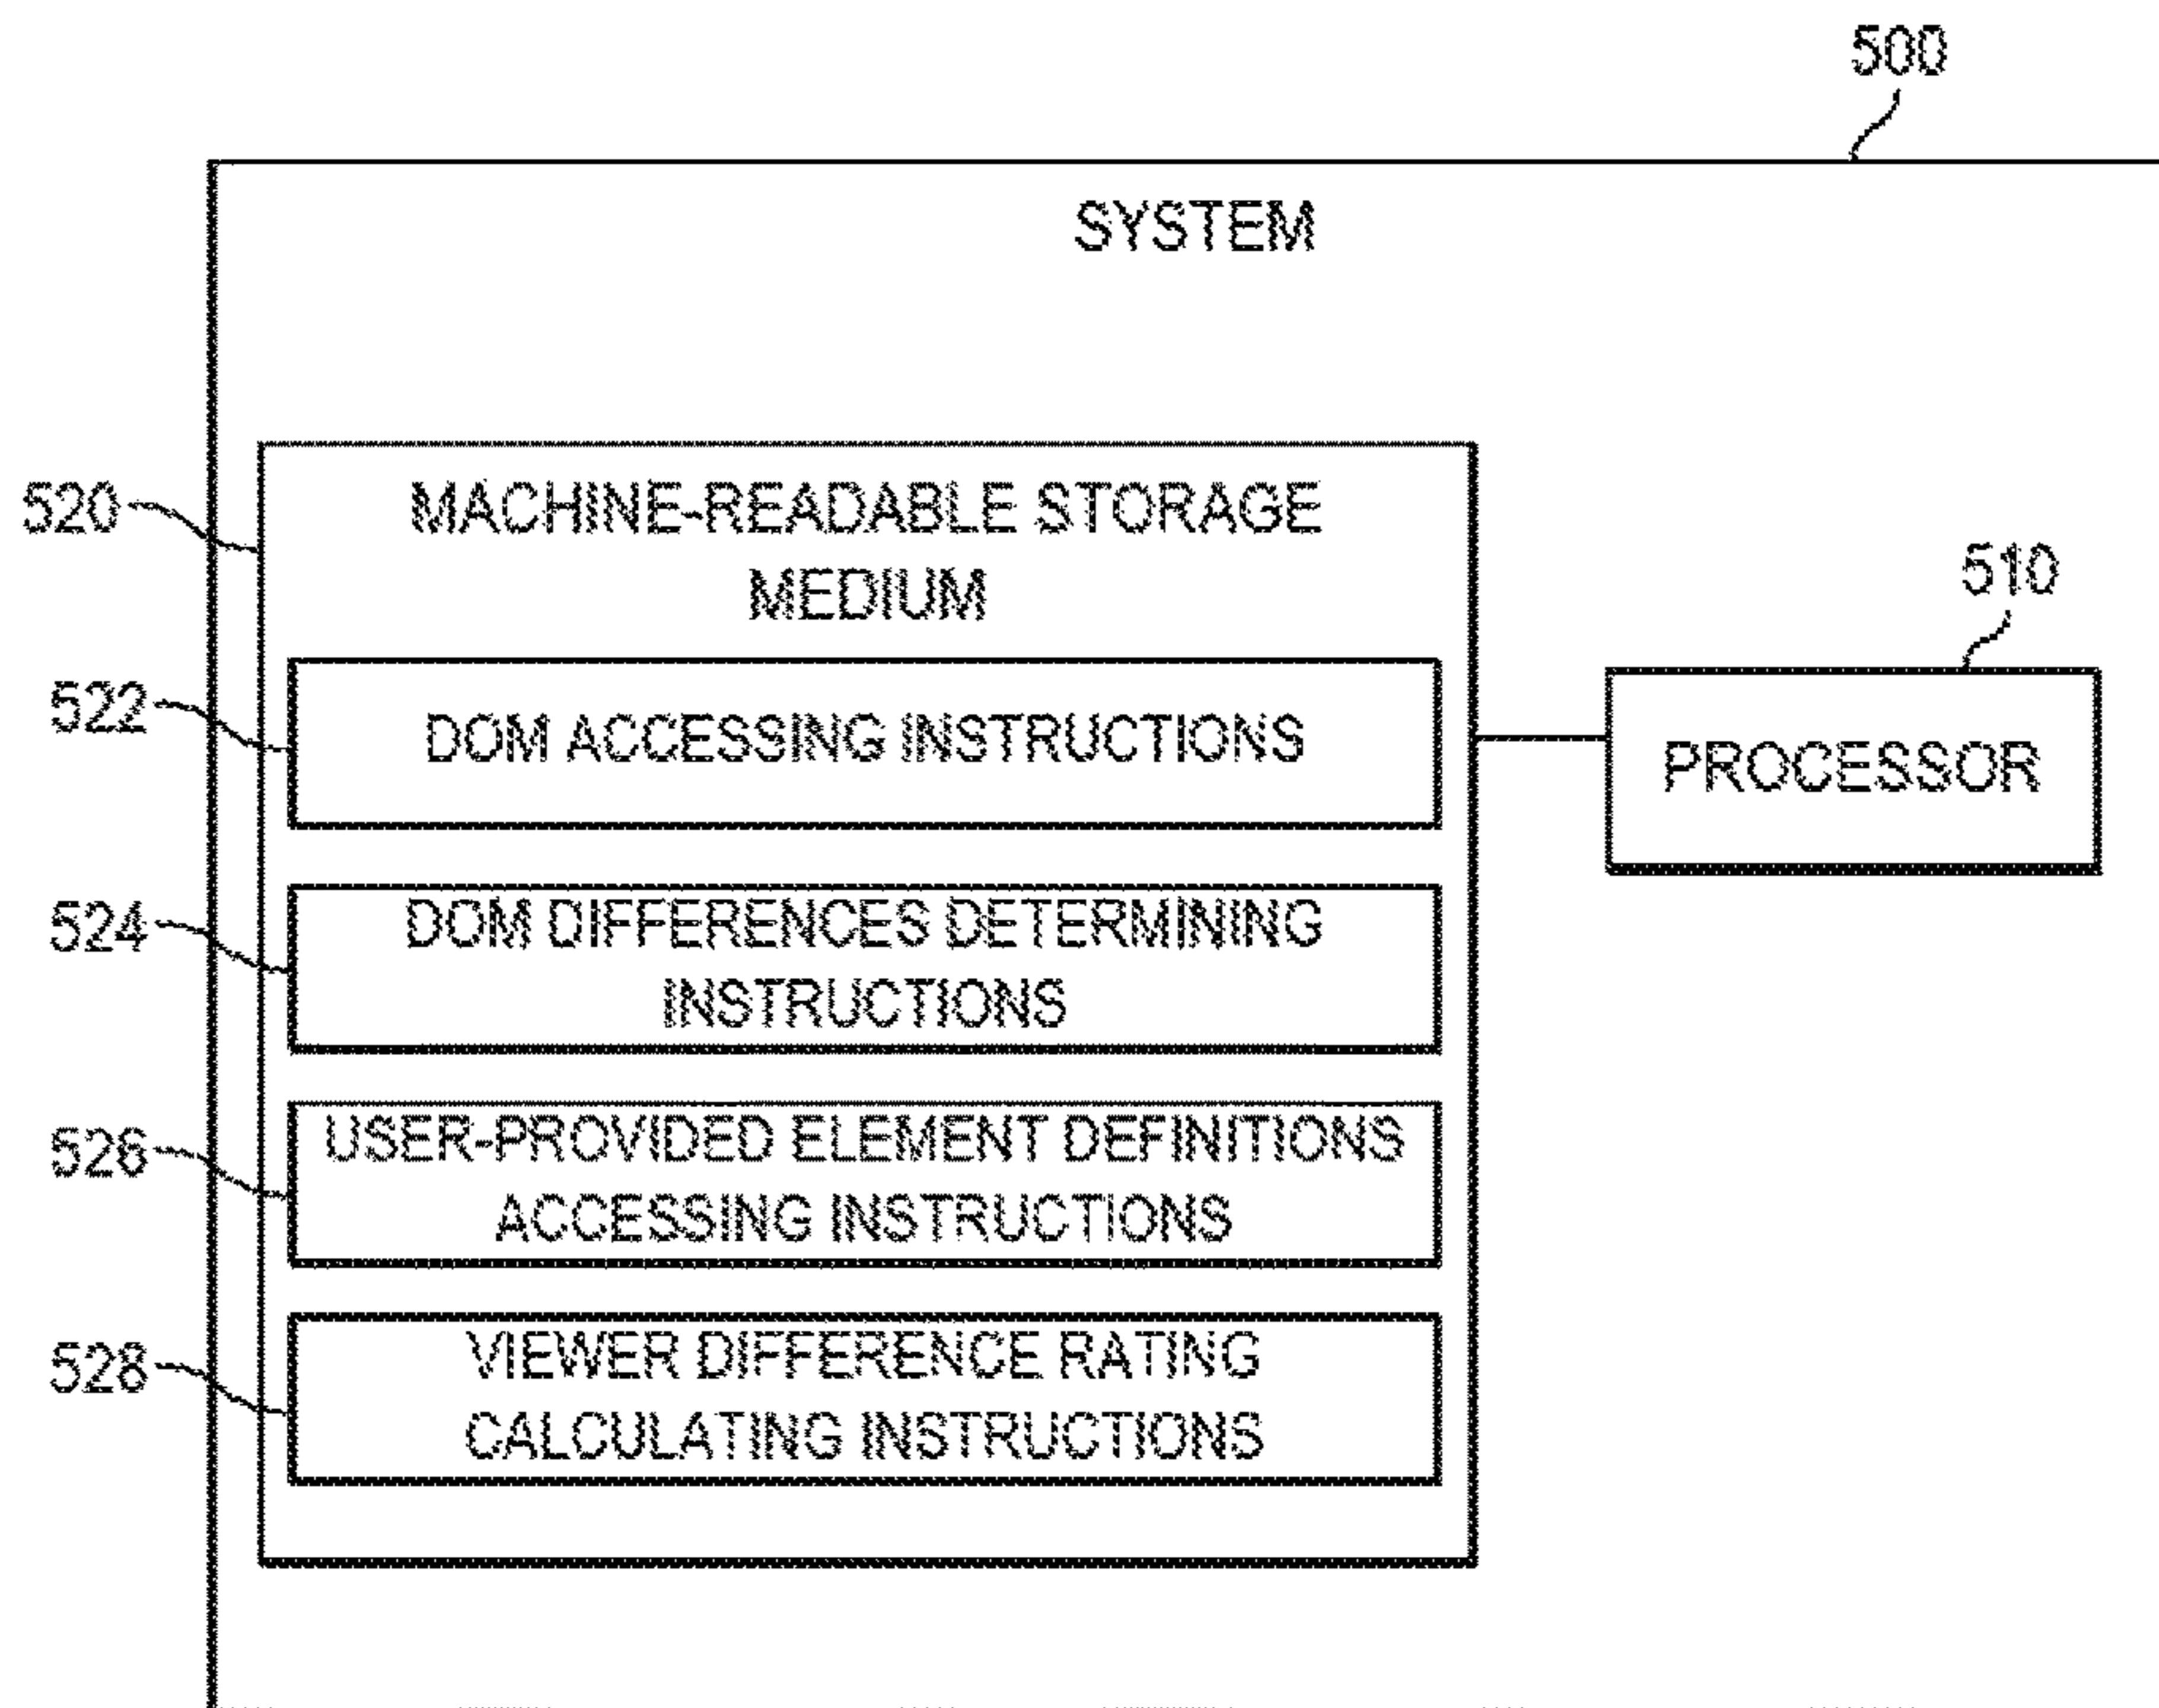 500
SYSTEM
520
MACHINE-READABLE STORAGE
MEDIUM
510
PROCESSOR
522
DOM ACCESSING INSTRUCTIONS
524
DOM DIFFERENCES DETERMINING
INSTRUCTIONS
526
USER-PROVIDED ELEMENT DEFINITIONS
ACCESSING INSTRUCTIONS
528
VIEWER DIFFERENCE RATING
CALCULATING INSTRUCTIONS